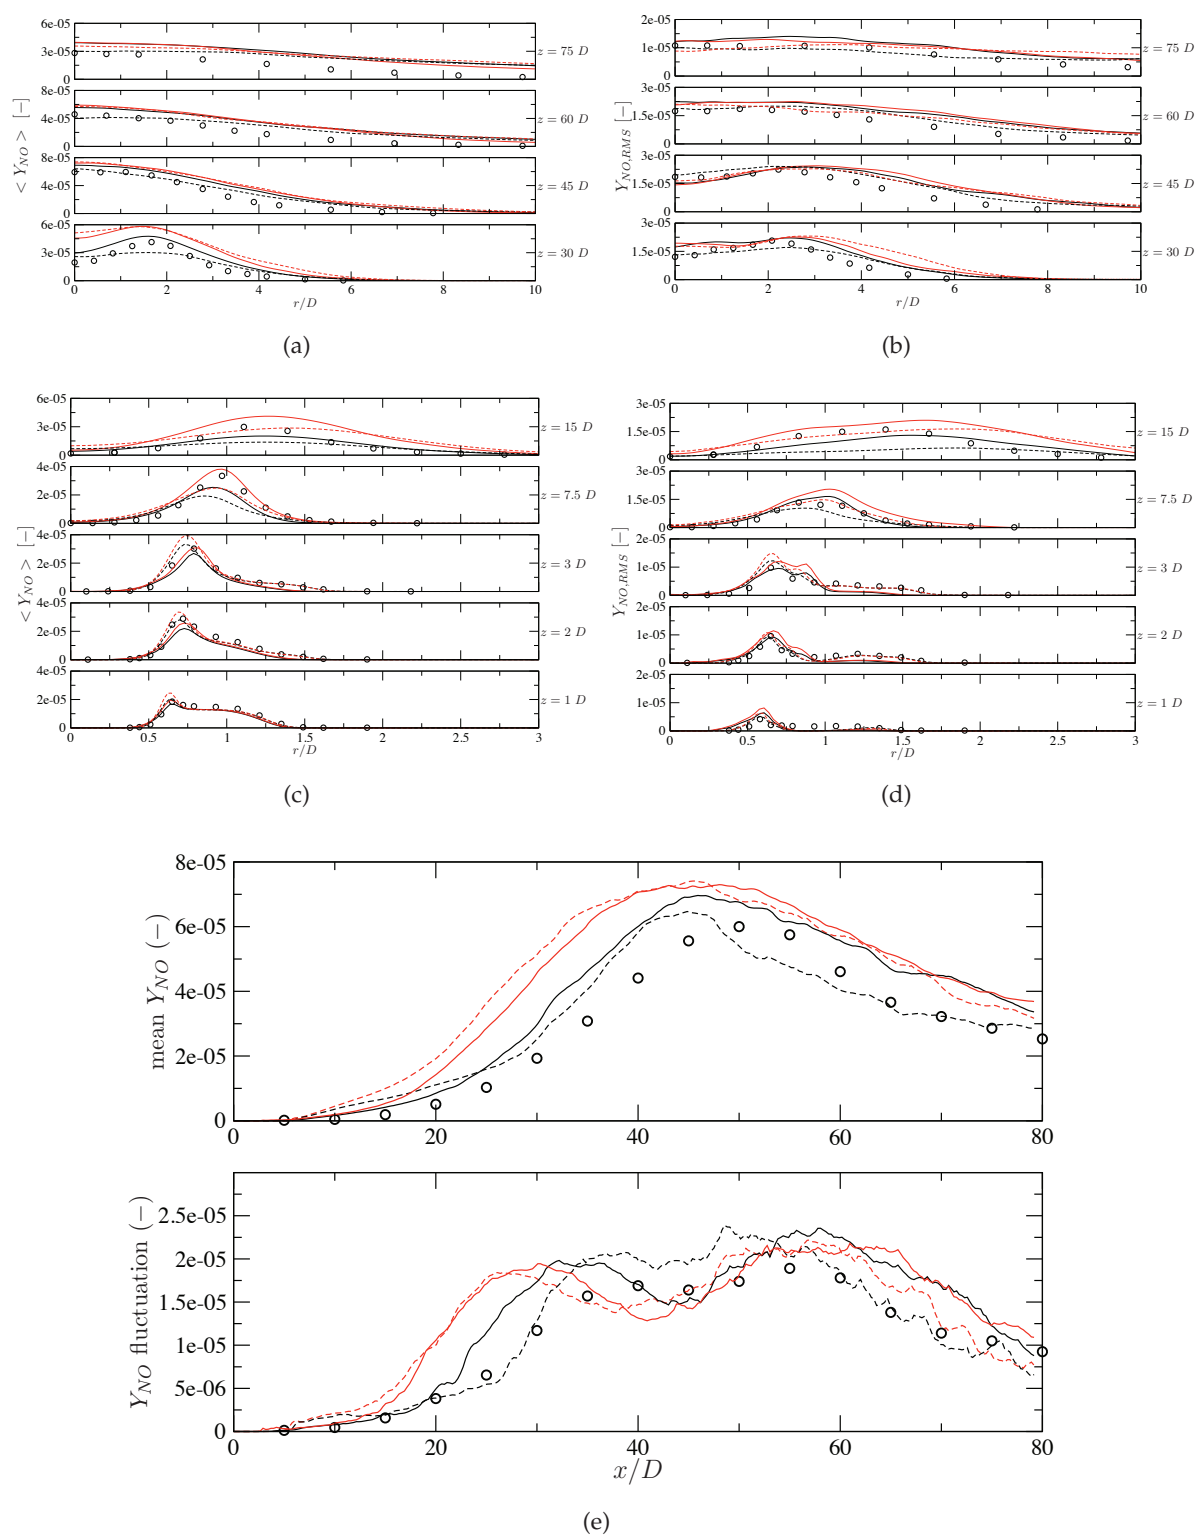 6e-05
3e-05
0
z = 75 D
8e-05
4e-05
0
z = 60 D
8e-05
4e-05
0
z = 45 D
6e-05
3e-05
0
z = 30 D
0 2 4 6 8 10
r/D
< Y_NO > [−]
(a)
2e-05
1e-05
0
z = 75 D
3e-05
1.5e-05
0
z = 60 D
3e-05
1.5e-05
0
z = 45 D
3e-05
1.5e-05
0
z = 30 D
0 2 4 6 8 10
r/D
Y_NO,RMS [−]
(b)
6e-05
3e-05
0
z = 15 D
4e-05
2e-05
0
z = 7.5 D
4e-05
2e-05
0
z = 3 D
4e-05
2e-05
0
z = 2 D
4e-05
2e-05
0
z = 1 D
0 0.5 1 1.5 2 2.5 3
r/D
< Y_NO > [−]
(c)
3e-05
1.5e-05
0
z = 15 D
3e-05
1.5e-05
0
z = 7.5 D
2e-05
1e-05
0
z = 3 D
2e-05
1e-05
0
z = 2 D
2e-05
1e-05
0
z = 1 D
0 0.5 1 1.5 2 2.5 3
r/D
Y_NO,RMS [−]
(d)
8e-05
6e-05
4e-05
2e-05
0
0 20 40 60 80
mean Y_NO (−)
2.5e-05
2e-05
1.5e-05
1e-05
5e-06
0
0 20 40 60 80
Y_NO fluctuation (−)
x/D
(e)